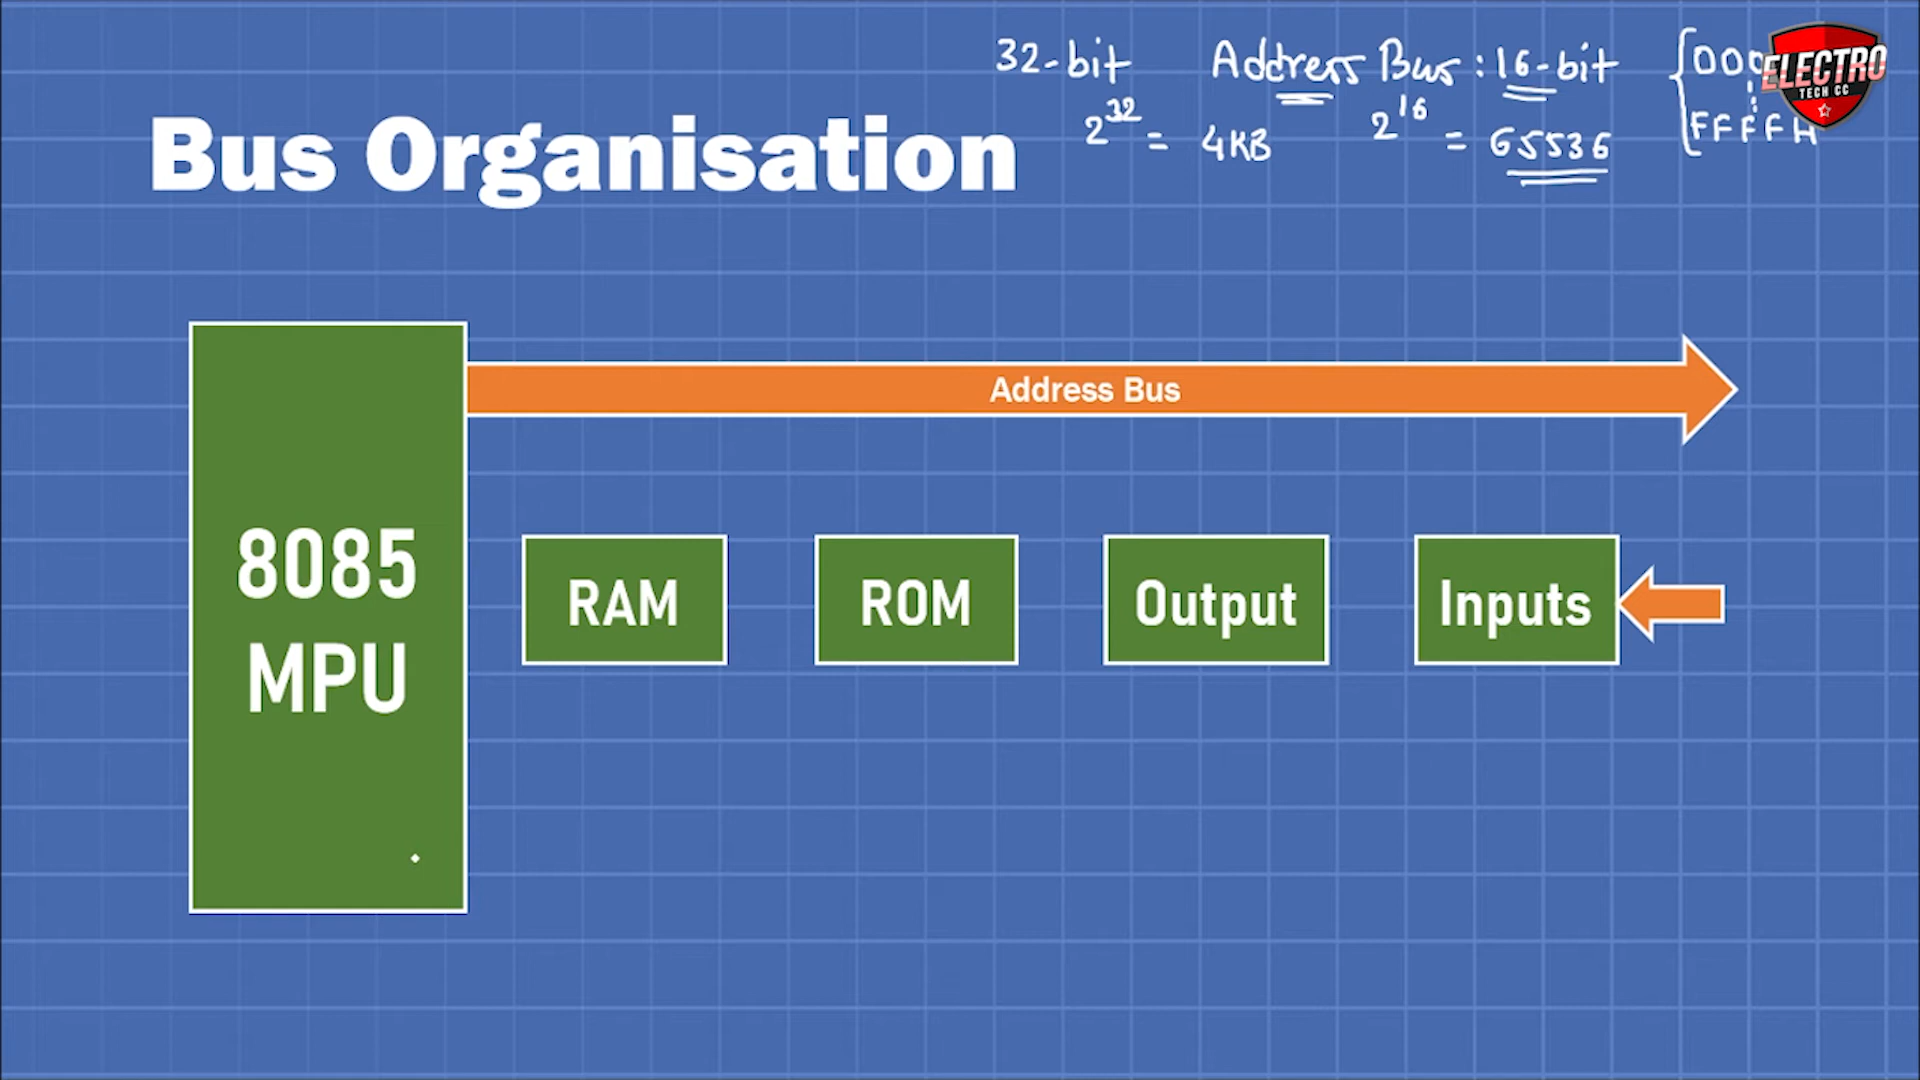 32-bit Address Bus : 16-bit
2^32 = 4KB 2^16 = 65536
FFFFH
ELECTRO
TECH CC
Bus Organisation
Address Bus
8085
MPU
RAM
ROM
Output
Inputs